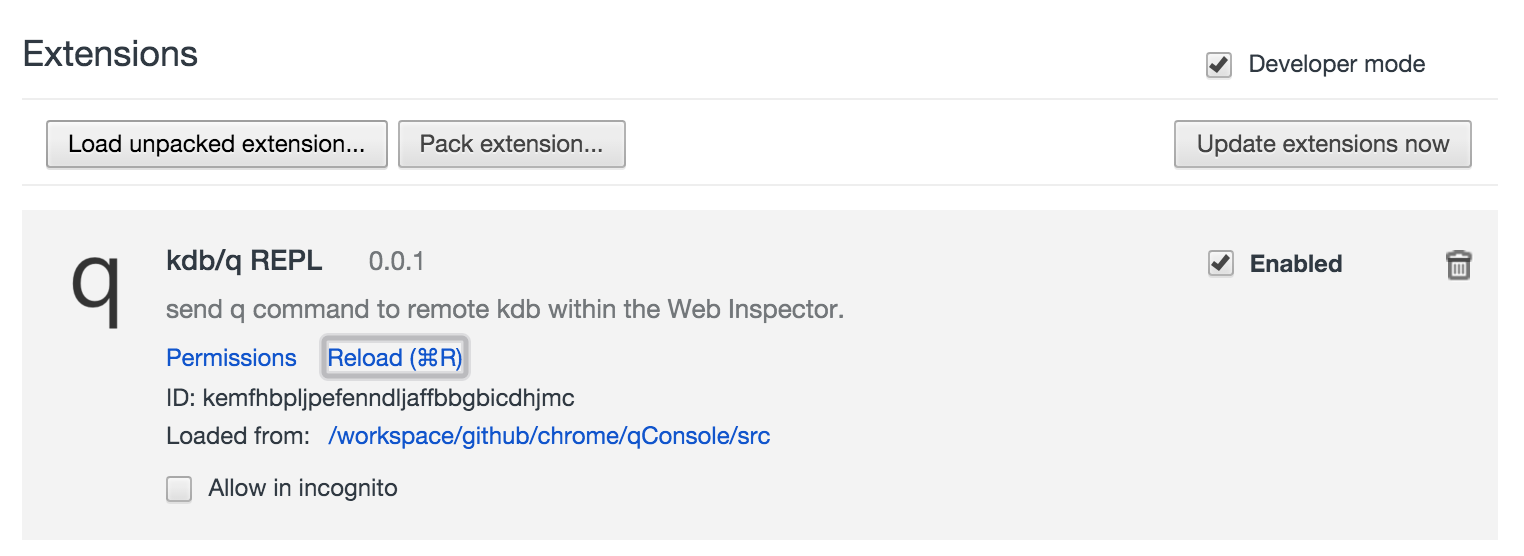 Extensions
Developer mode
Load unpacked extension...
Pack extension...
Update extensions now
q
kdb/q REPL 0.0.1
Enabled
send q command to remote kdb within the Web Inspector.
Permissions
Reload (⌘R)
ID: kemfhbpljpefenndljaffbbgbicdhjmc
Loaded from: /workspace/github/chrome/qConsole/src
Allow in incognito